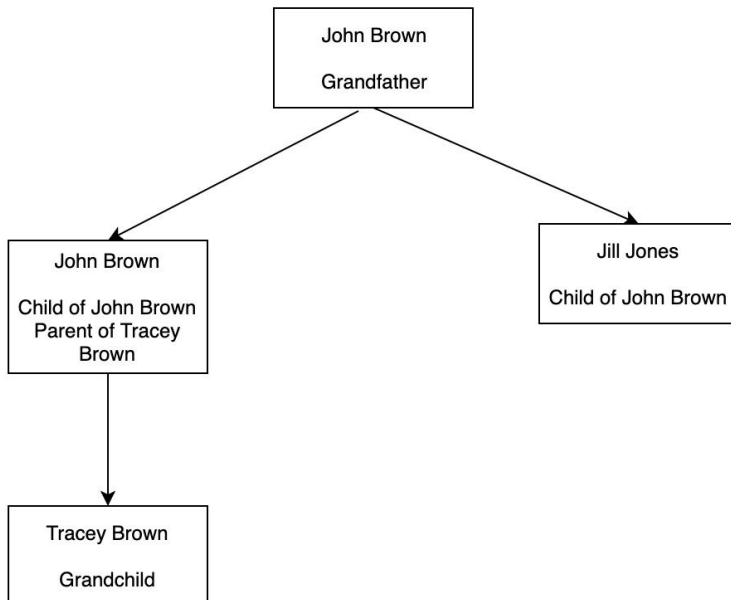 John Brown
Grandfather
John Brown
Child of John Brown
Parent of Tracey
Brown
Jill Jones
Child of John Brown
Tracey Brown
Grandchild